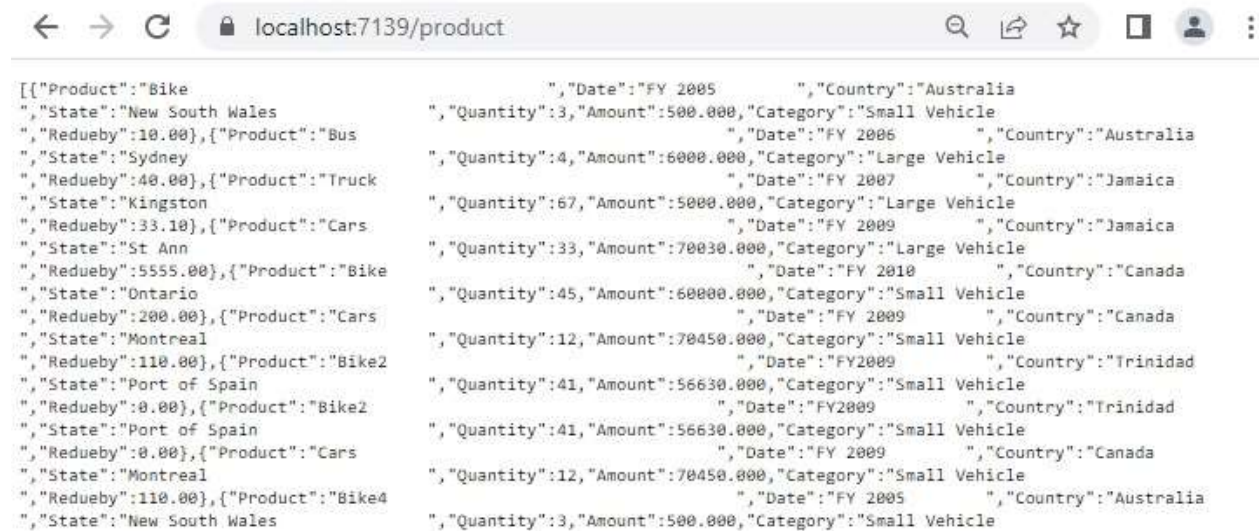 localhost:7139/product
[{"Product":"Bike ","Date":"FY 2005 ","Country":"Australia
","State":"New South Wales ","Quantity":3,"Amount":500.000,"Category":"Small Vehicle
","Redueby":10.00},{"Product":"Bus ","Date":"FY 2006 ","Country":"Australia
","State":"Sydney ","Quantity":4,"Amount":6000.000,"Category":"Large Vehicle
","Redueby":40.00},{"Product":"Truck ","Date":"FY 2007 ","Country":"Jamaica
","State":"Kingston ","Quantity":67,"Amount":5000.000,"Category":"Large Vehicle
","Redueby":33.10},{"Product":"Cars ","Date":"FY 2009 ","Country":"Jamaica
","State":"St Ann ","Quantity":33,"Amount":70030.000,"Category":"Large Vehicle
","Redueby":5555.00},{"Product":"Bike ","Date":"FY 2010 ","Country":"Canada
","State":"Ontario ","Quantity":45,"Amount":60000.000,"Category":"Small Vehicle
","Redueby":200.00},{"Product":"Cars ","Date":"FY 2009 ","Country":"Canada
","State":"Montreal ","Quantity":12,"Amount":70450.000,"Category":"Small Vehicle
","Redueby":110.00},{"Product":"Bike2 ","Date":"FY2009 ","Country":"Trinidad
","State":"Port of Spain ","Quantity":41,"Amount":56630.000,"Category":"Small Vehicle
","Redueby":0.00},{"Product":"Bike2 ","Date":"FY2009 ","Country":"Trinidad
","State":"Port of Spain ","Quantity":41,"Amount":56630.000,"Category":"Small Vehicle
","Redueby":0.00},{"Product":"Cars ","Date":"FY 2009 ","Country":"Canada
","State":"Montreal ","Quantity":12,"Amount":70450.000,"Category":"Small Vehicle
","Redueby":110.00},{"Product":"Bike4 ","Date":"FY 2005 ","Country":"Australia
","State":"New South Wales ","Quantity":3,"Amount":500.000,"Category":"Small Vehicle